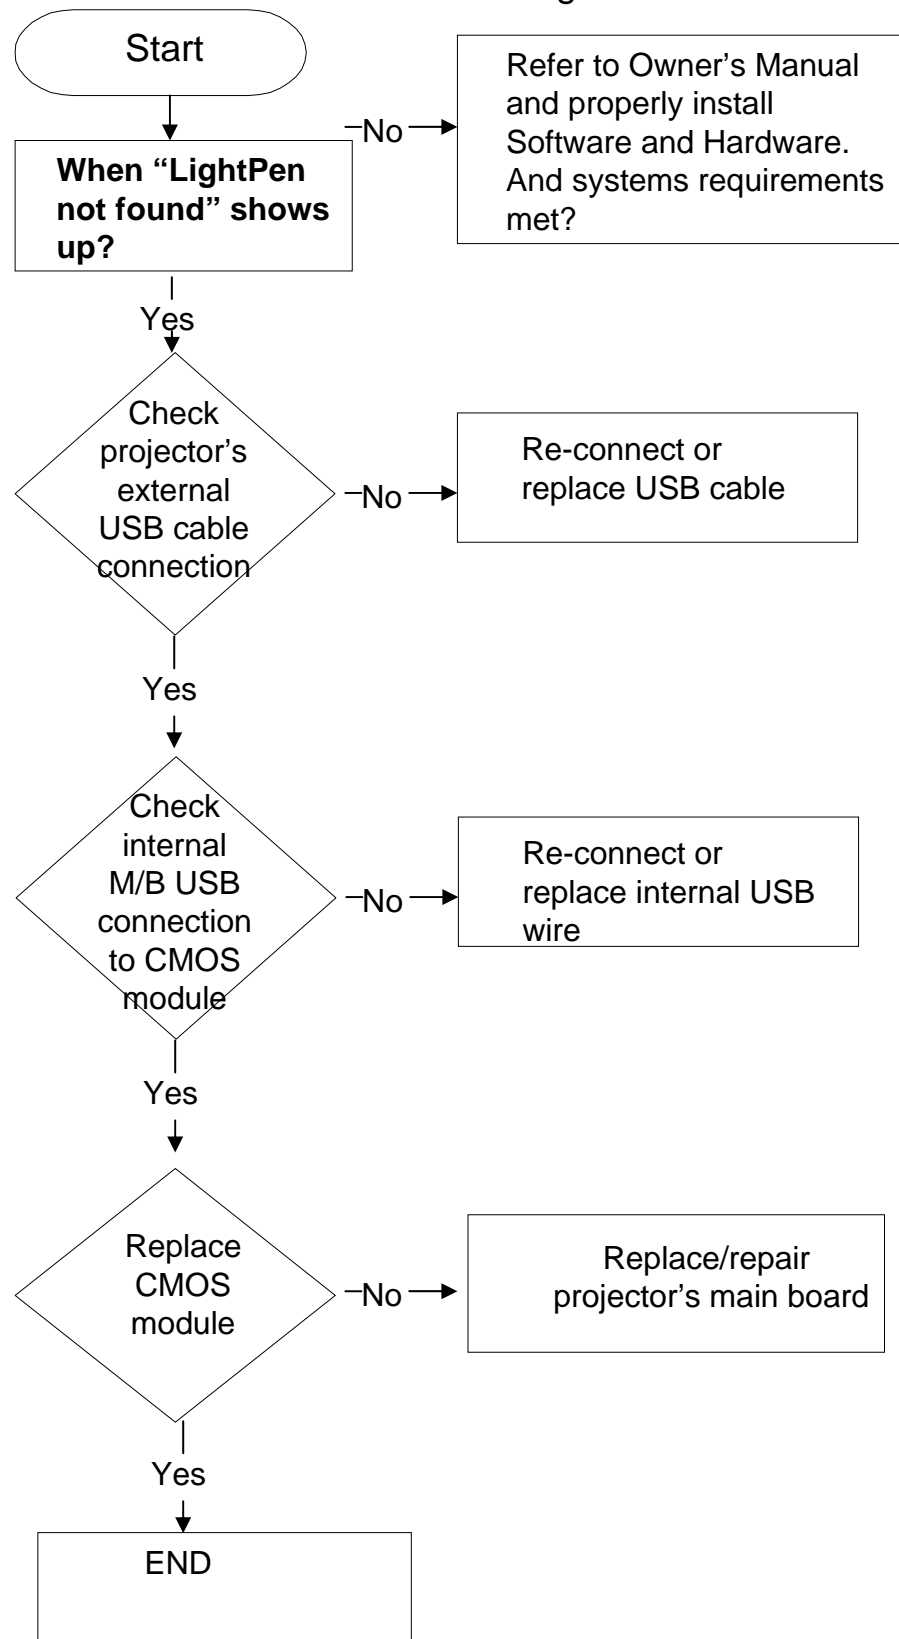 Start
No
Refer to Owner's Manual
and properly install
Software and Hardware.
And systems requirements
met?
When "LightPen
not found" shows
up?
Yes
Check
projector's
external
USB cable
connection
No
Re-connect or
replace USB cable
Yes
Check
internal
M/B USB
connection
to CMOS
module
No
Re-connect or
replace internal USB
wire
Yes
Replace
CMOS
module
No
Replace/repair
projector's main board
Yes
END